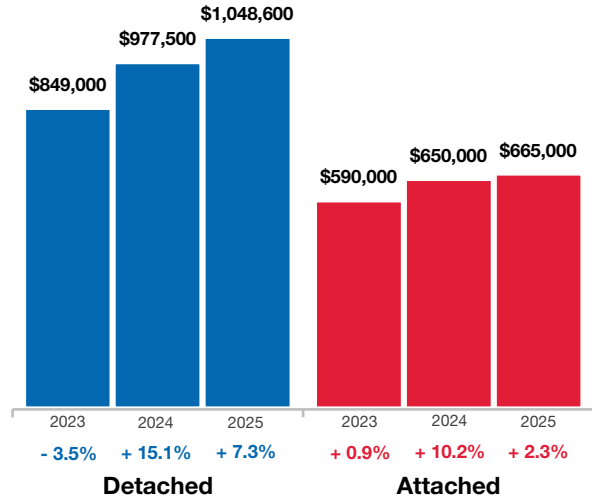 $1,048,600
$977,500
$849,000
$665,000
$650,000
$590,000
2023 2024 2025 2023 2024 2025
- 3.5% + 15.1% + 7.3% + 0.9% + 10.2% + 2.3%
Detached Attached